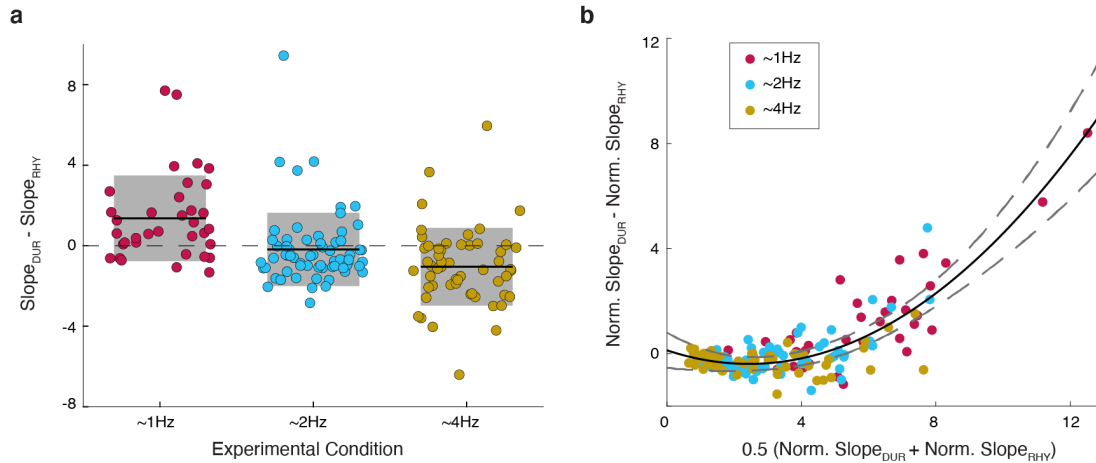 a
8
4
0
-4
-8
Slope_DUR - Slope_RHY
~1Hz ~2Hz ~4Hz
Experimental Condition
b
12
8
4
0
Norm. Slope_DUR - Norm. Slope_RHY
~1Hz
~2Hz
~4Hz
0 4 8 12
0.5 (Norm. Slope_DUR + Norm. Slope_RHY)